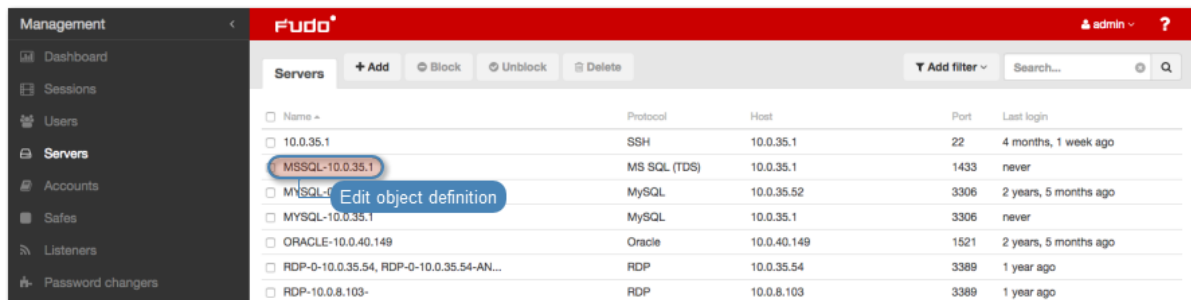 Management
Fudo
admin
?
Dashboard
Sessions
Users
Servers
Accounts
Safes
Listeners
Password changers
Servers
+ Add
Block
Unblock
Delete
Add filter
Search...
Name Protocol Host Port Last login
10.0.35.1 SSH 10.0.35.1 22 4 months, 1 week ago
MSSQL-10.0.35.1 MS SQL (TDS) 10.0.35.1 1433 never
MYSQL- MySQL 10.0.35.52 3306 2 years, 5 months ago
Edit object definition
MYSQL-10.0.35.1 MySQL 10.0.35.1 3306 never
ORACLE-10.0.40.149 Oracle 10.0.40.149 1521 2 years, 5 months ago
RDP-0-10.0.35.54, RDP-0-10.0.35.54-AN... RDP 10.0.35.54 3389 1 year ago
RDP-10.0.8.103- RDP 10.0.8.103 3389 1 year ago